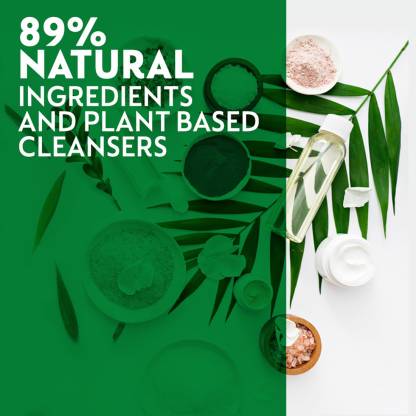 89%
NATURAL
INGREDIENTS
AND PLANT BASED
CLEANSERS